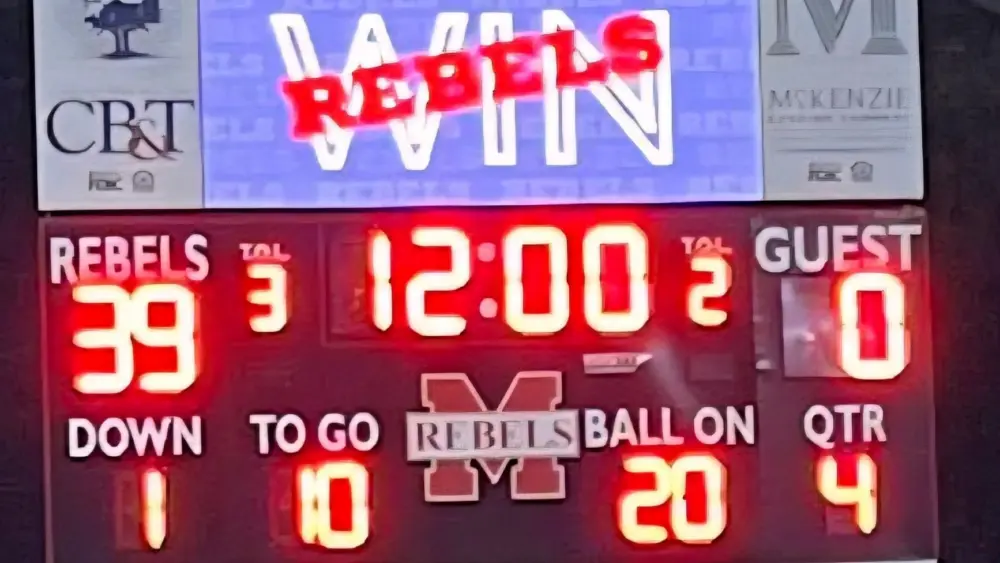 WIN
REBELS
CB&T
M
MCKENZIE
REBELS
TOL
12:00
TOL
GUEST
39
3
2
0
DOWN
TO GO
M
REBELS
BALL ON
QTR
1
10
20
4